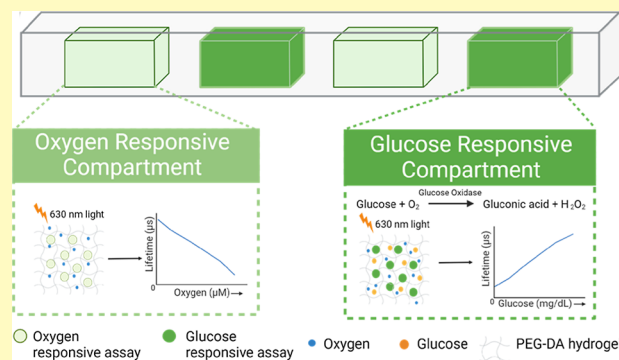 Oxygen Responsive
Compartment
630 nm light
Lifetime (μs)
0
Oxygen (μM)→
Glucose Responsive
Compartment
Glucose Oxidase
Glucose + O₂ → Gluconic acid + H₂O₂
630 nm light
Lifetime (μs)
0
Glucose (mg/dL)→
Oxygen
responsive assay
Glucose
responsive assay
Oxygen
Glucose
PEG-DA hydroge